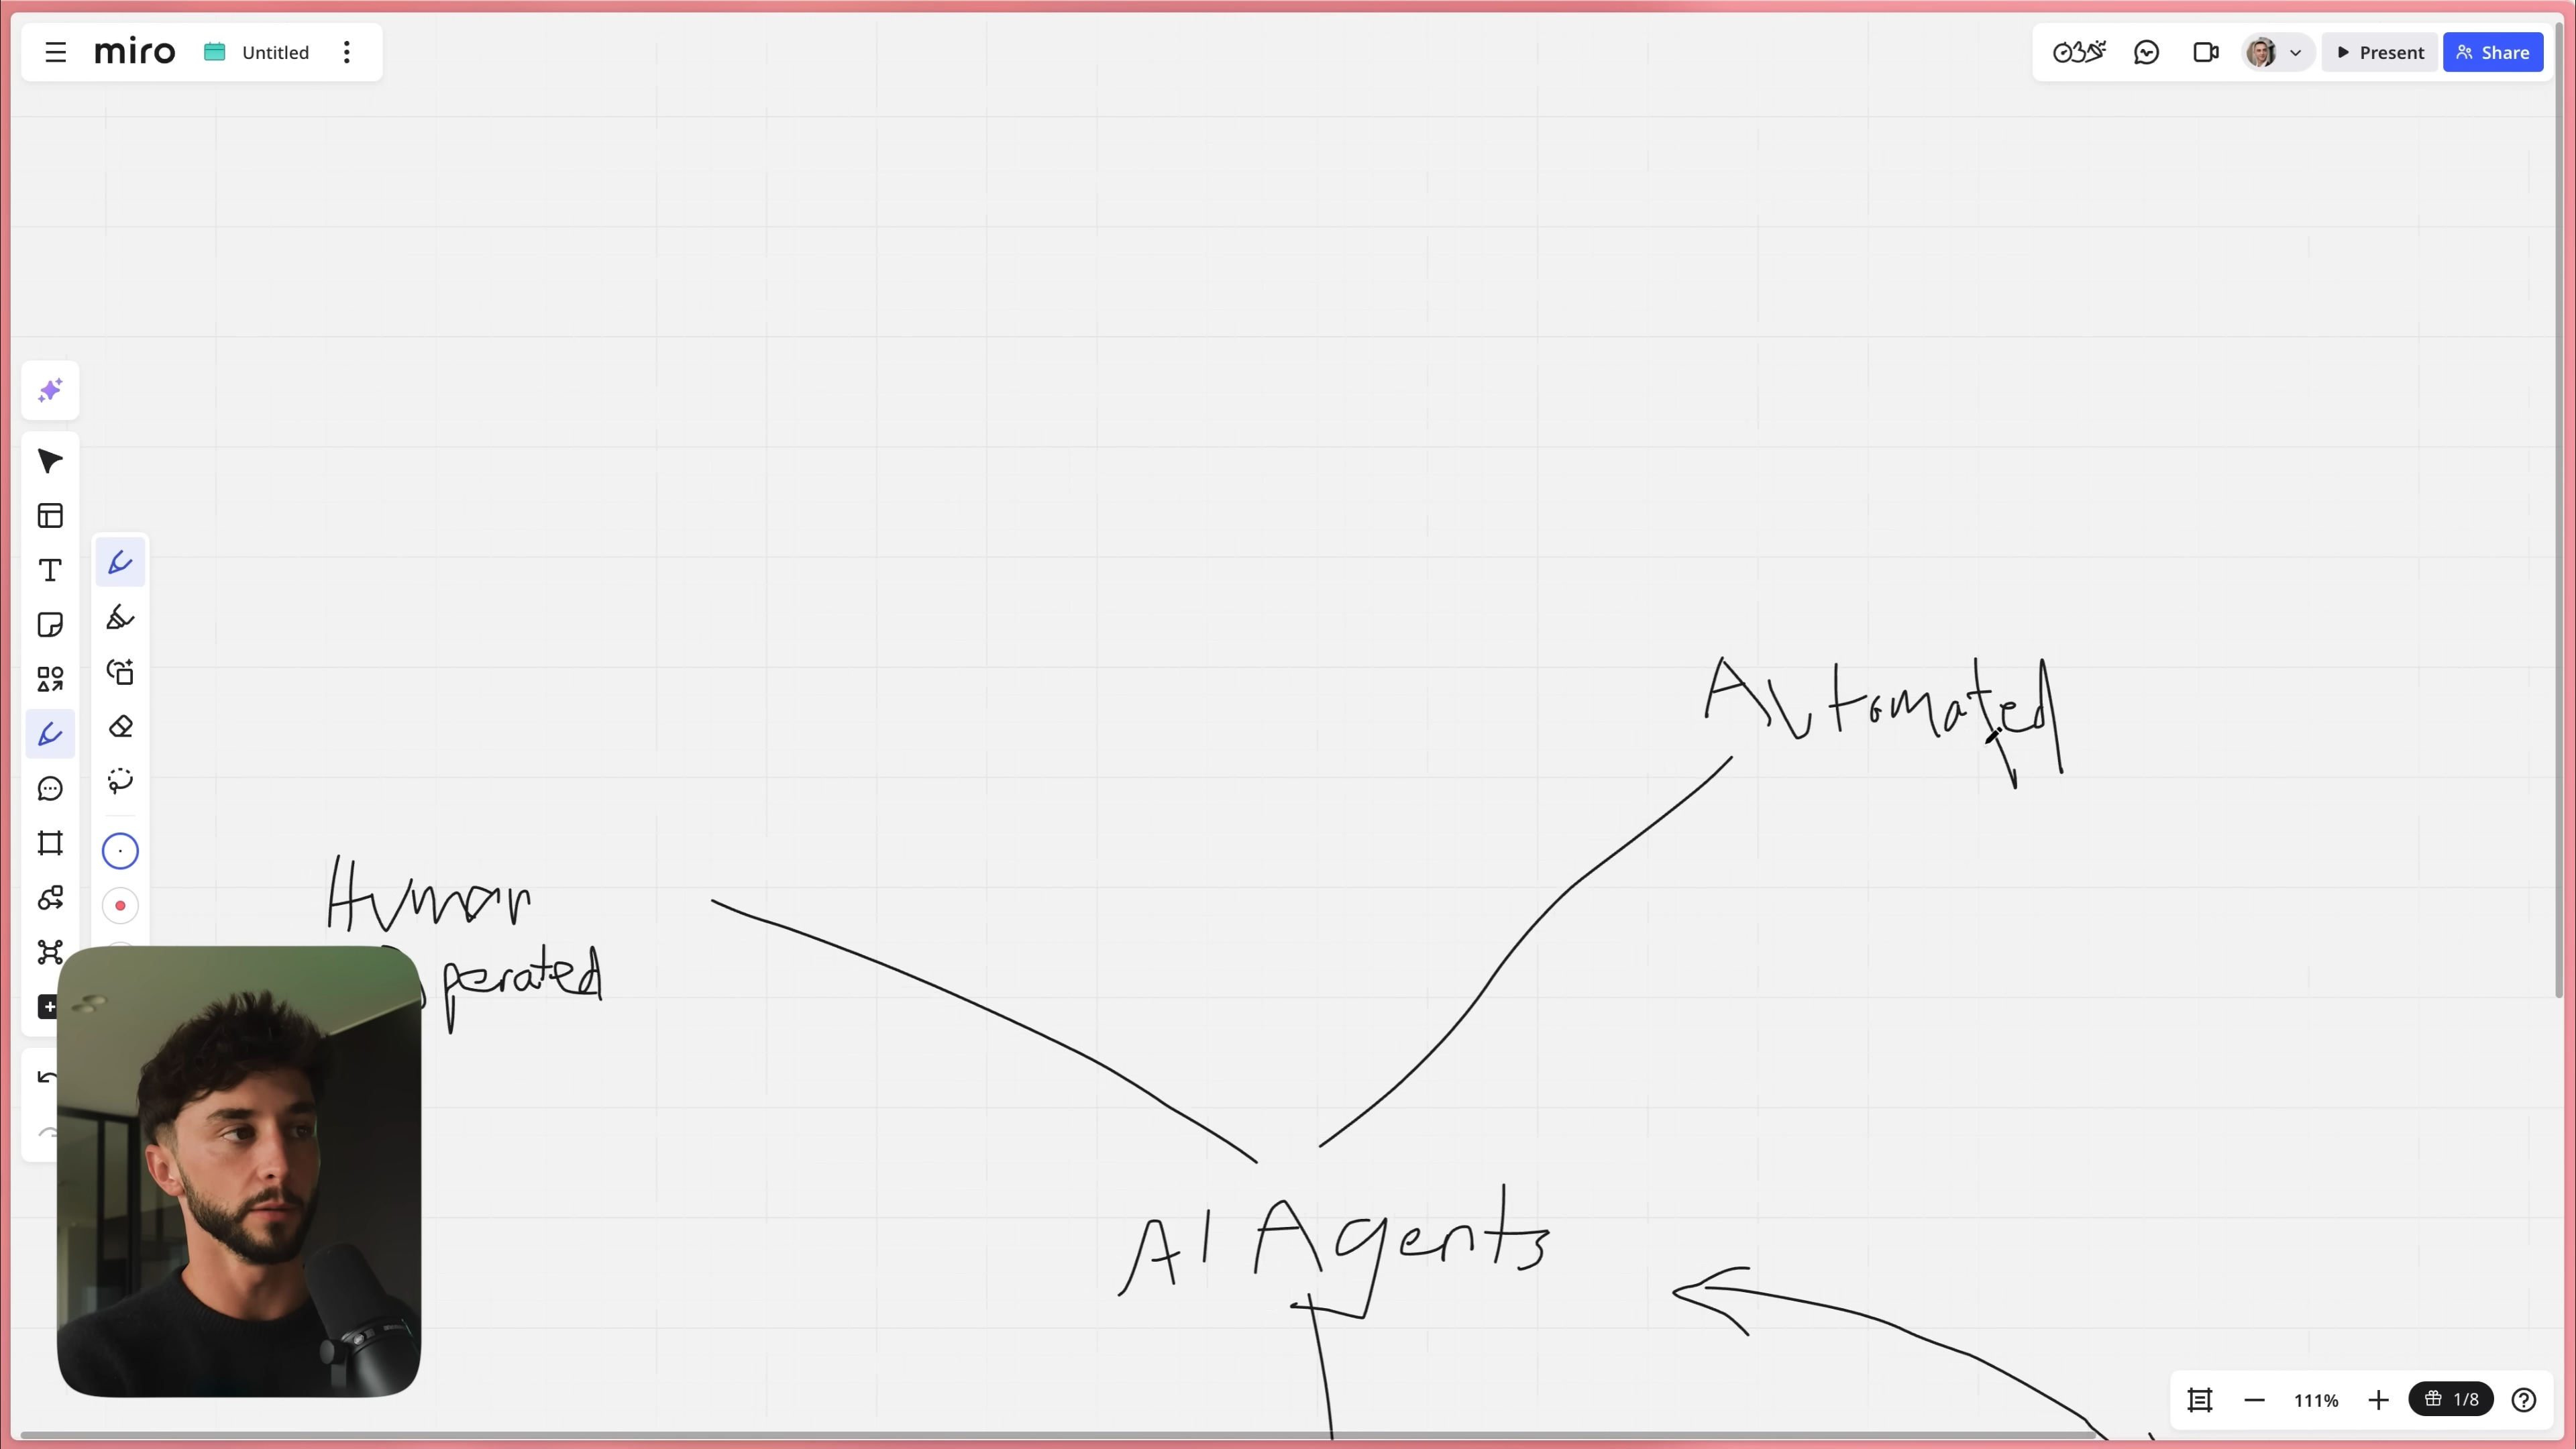 miro Untitled
Present Share
Automated
Human
perated
AI Agents
111% 1/8